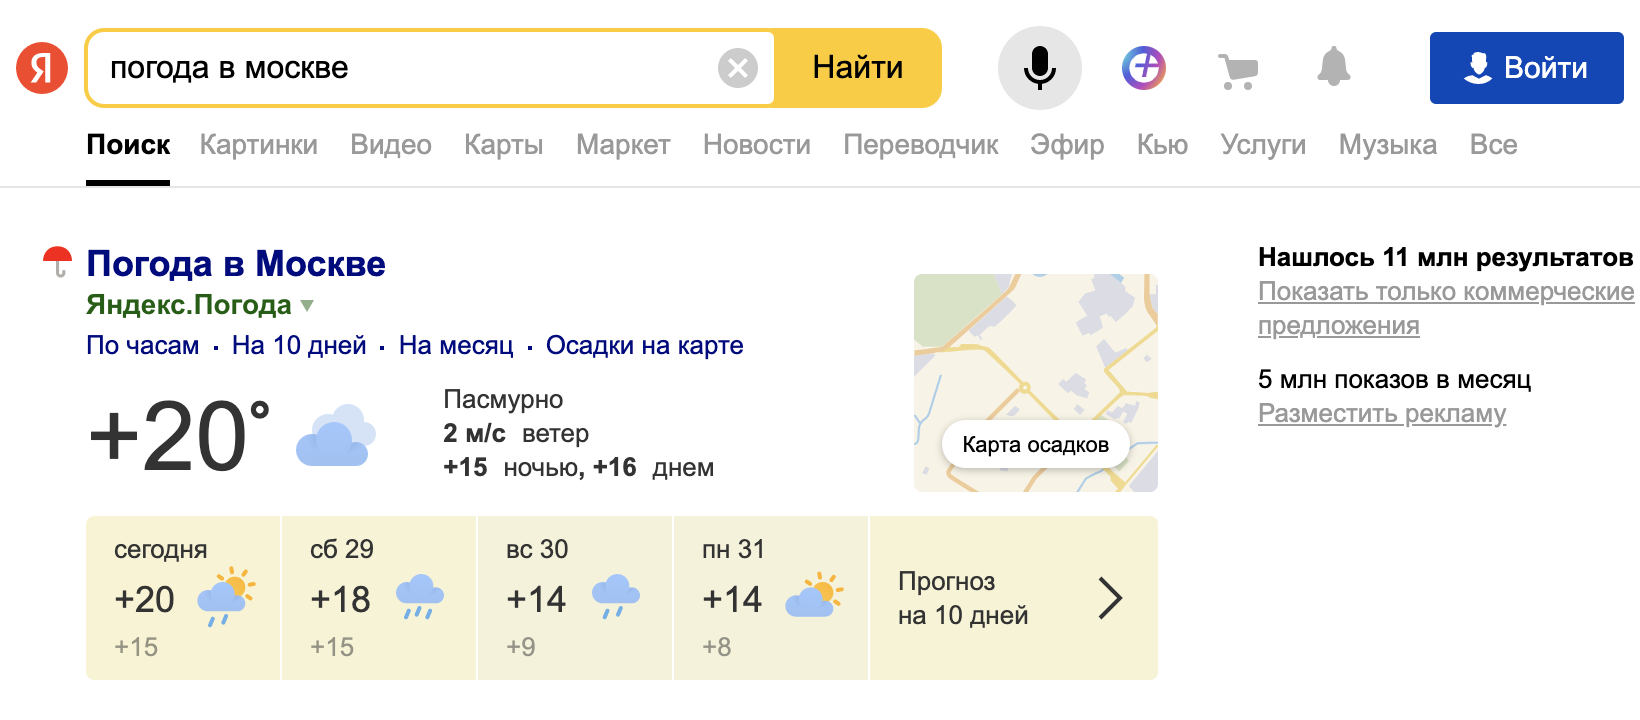 Я погода в москве Найти Войти
Поиск Картинки Видео Карты Маркет Новости Переводчик Эфир Кью Услуги Музыка Все
Погода в Москве
Яндекс.Погода
По часам · На 10 дней · На месяц · Осадки на карте
+20°
Пасмурно
2 м/с ветер
+15 ночью, +16 днем
Карта осадков
сегодня
+20
+15
сб 29
+18
+15
вс 30
+14
+9
пн 31
+14
+8
Прогноз
на 10 дней
Нашлось 11 млн результатов
Показать только коммерческие
предложения
5 млн показов в месяц
Разместить рекламу